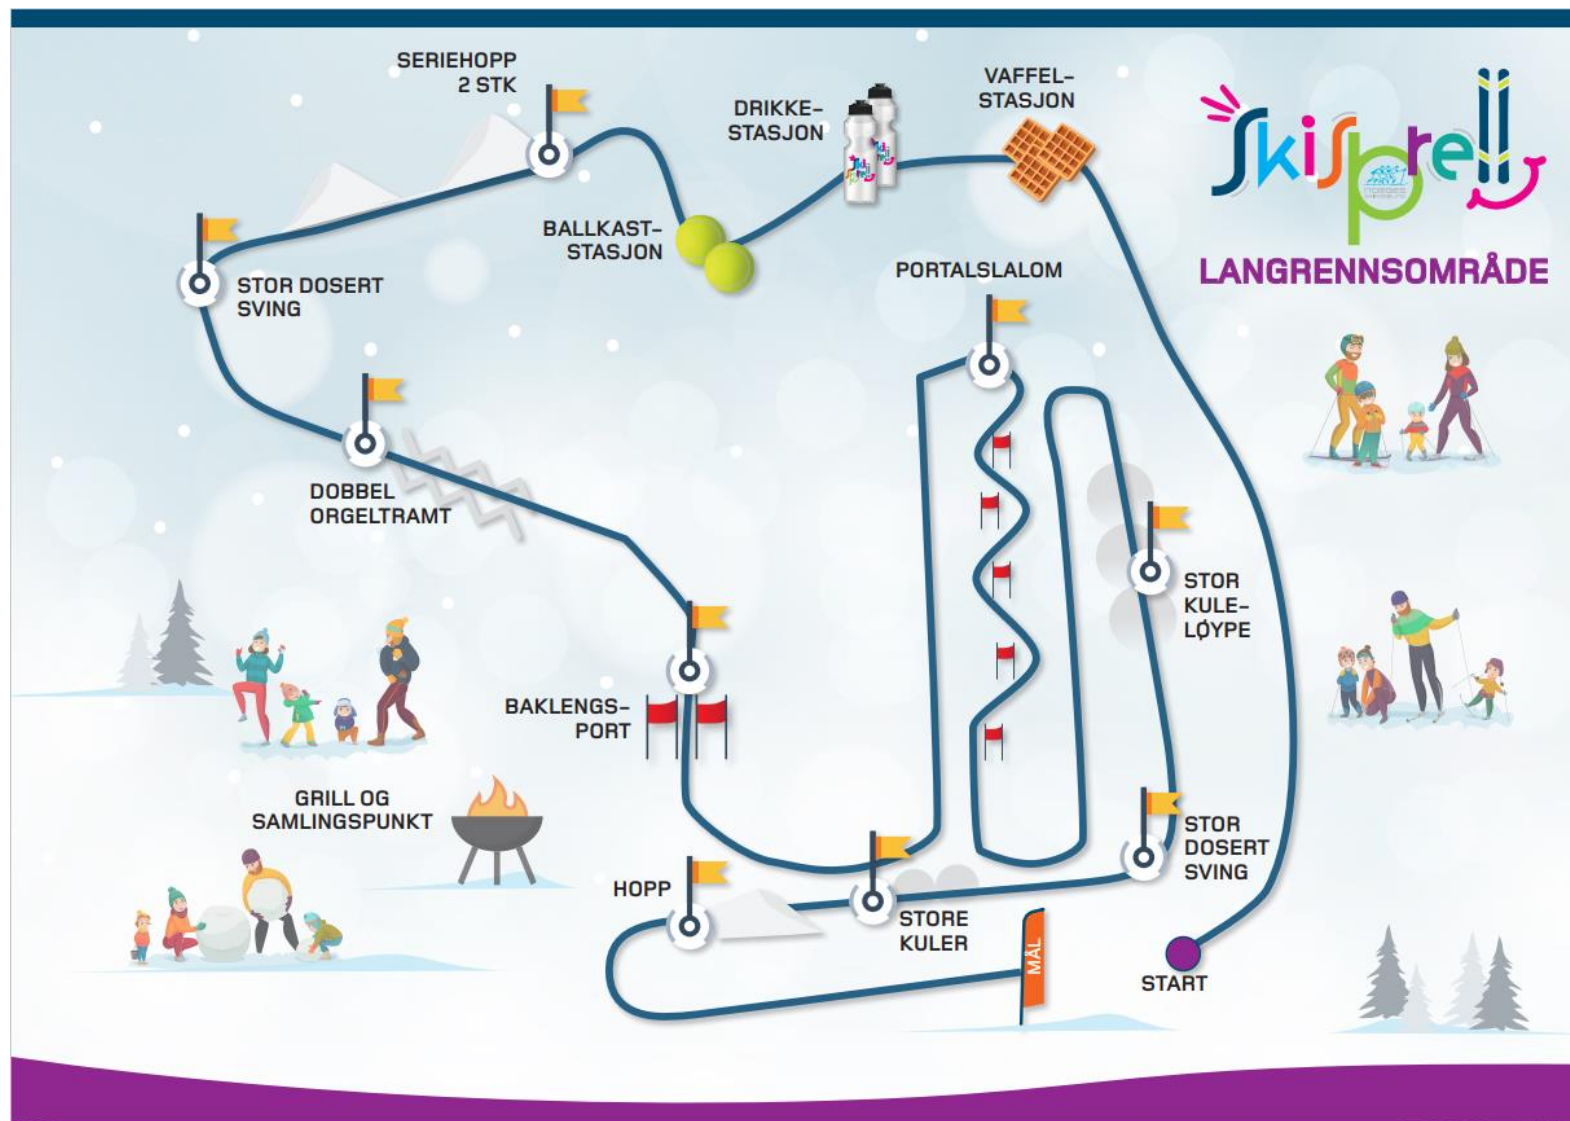 SERIEHOPP
2 STK
DRIKKE-
STASJON
VAFFEL-
STASJON
Skisprell
LANGRENNSOMRÅDE
BALLKAST-
STASJON
STOR DOSERT
SVING
PORTALSLALOM
DOBBEL
ORGELTRAMT
STOR
KULE-
LØYPE
BAKLENGS-
PORT
GRILL OG
SAMLINGSPUNKT
STOR
DOSERT
SVING
HOPP
STORE
KULER
MÅL
START